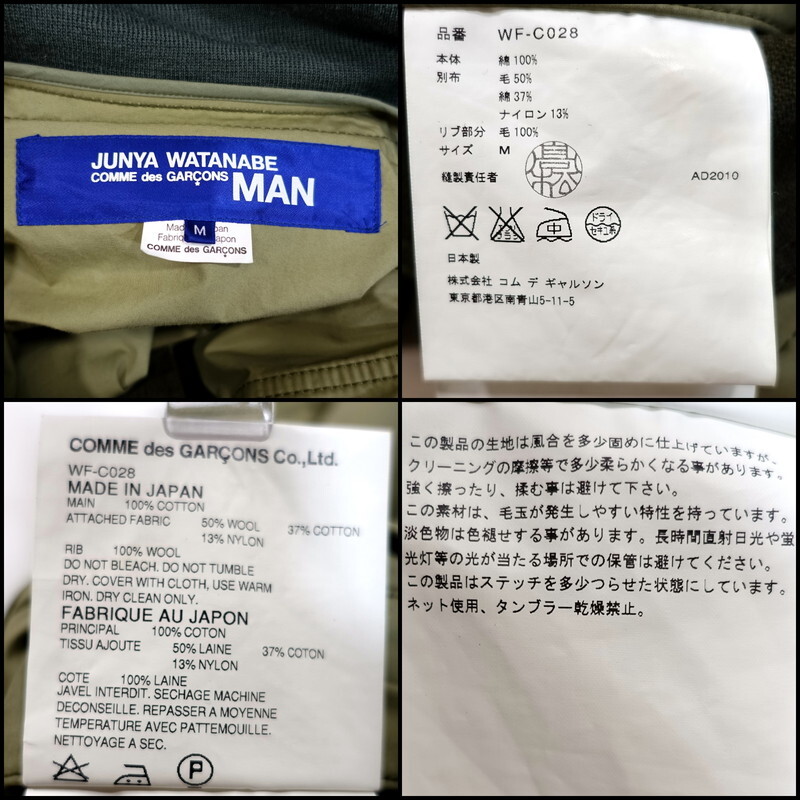 JUNYA WATANABE
COMME des GARÇONS MAN
M
COMME des GARÇONS
品番 WF-C028
本体 綿100%
別布 毛 50%
綿 37%
ナイロン 13%
リブ部分 毛 100%
サイズ M
縫製責任者
AD2010
ドライ
セキユ系
中
日本製
株式会社 コム デ ギャルソン
東京都港区南青山5-11-5
COMME des GARÇONS Co.,Ltd.
WF-C028
MADE IN JAPAN
MAIN 100% COTTON
ATTACHED FABRIC 50% WOOL 37% COTTON
13% NYLON
RIB 100% WOOL
DO NOT BLEACH. DO NOT TUMBLE
DRY. COVER WITH CLOTH, USE WARM
IRON. DRY CLEAN ONLY.
FABRIQUE AU JAPON
PRINCIPAL 100% COTON
TISSU AJOUTE 50% LAINE 37% COTON
13% NYLON
COTE 100% LAINE
JAVEL INTERDIT. SECHAGE MACHINE
DECONSEILLE. REPASSER A MOYENNE
TEMPERATURE AVEC PATTEMOUILLE.
NETTOYAGE A SEC.
P
この製品の生地は風合を多少固めに仕上げていますが、
クリーニングの摩擦等で多少柔らかくなる事があります。
強く擦ったり、揉む事は避けて下さい。
この素材は、毛玉が発生しやすい特性を持っています。
淡色物は色褪せする事があります。長時間直射日光や蛍
光灯等の光が当たる場所での保管は避けてください。
この製品はステッチを多少つらせた状態にしています。
ネット使用、タンブラー乾燥禁止。